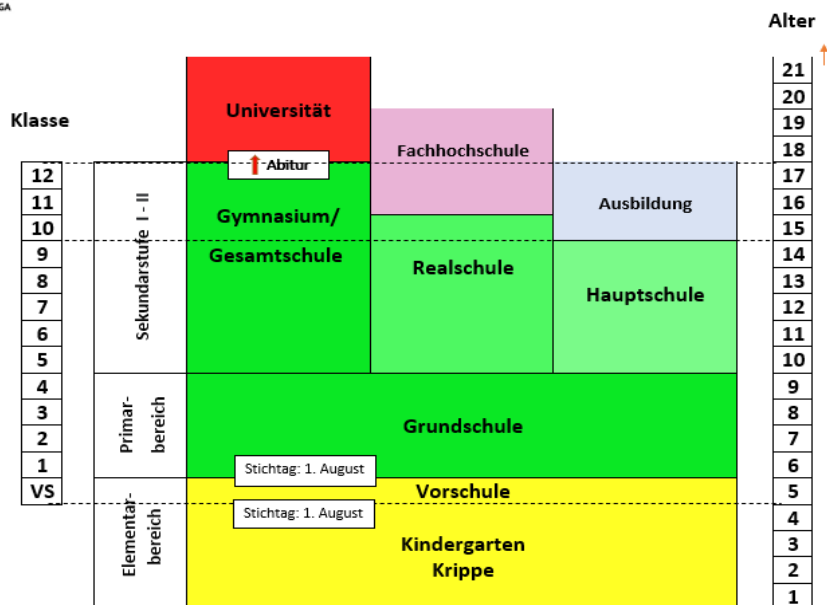 GA
Alter
Klasse
21
20
19
18
17
16
15
14
13
12
11
10
9
8
7
6
5
4
3
2
1
12
11
10
9
8
7
6
5
4
3
2
1
VS
Sekundarstufe I - II
Primar-
bereich
Elementar-
bereich
Universität
Abitur
Gymnasium/
Gesamtschule
Fachhochschule
Realschule
Ausbildung
Hauptschule
Grundschule
Stichtag: 1. August
Vorschule
Stichtag: 1. August
Kindergarten
Krippe